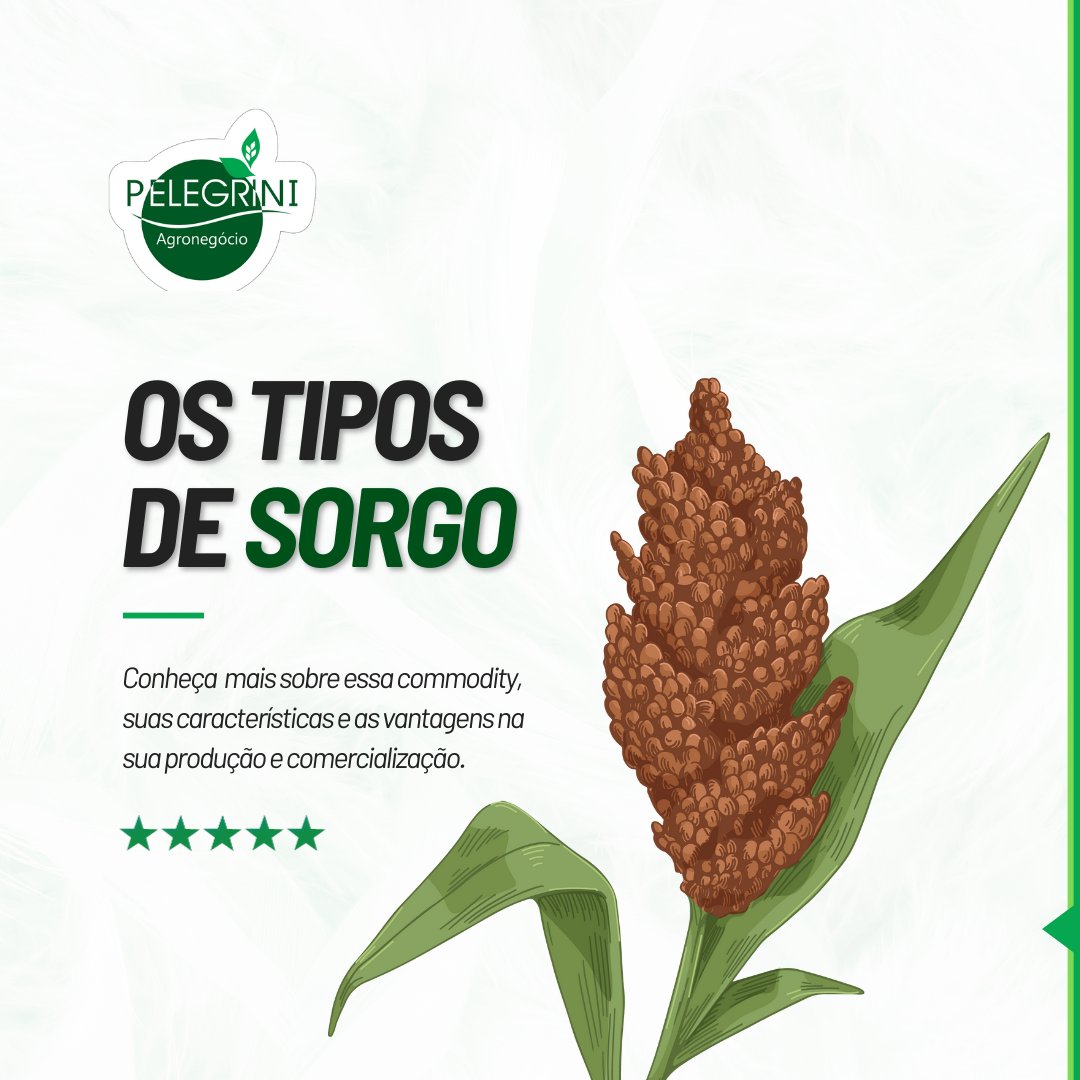 PELEGRINI
Agronegócio
OS TIPOS
DE SORGO
Conheça mais sobre essa commodity,
suas características e as vantagens na
sua produção e comercialização.